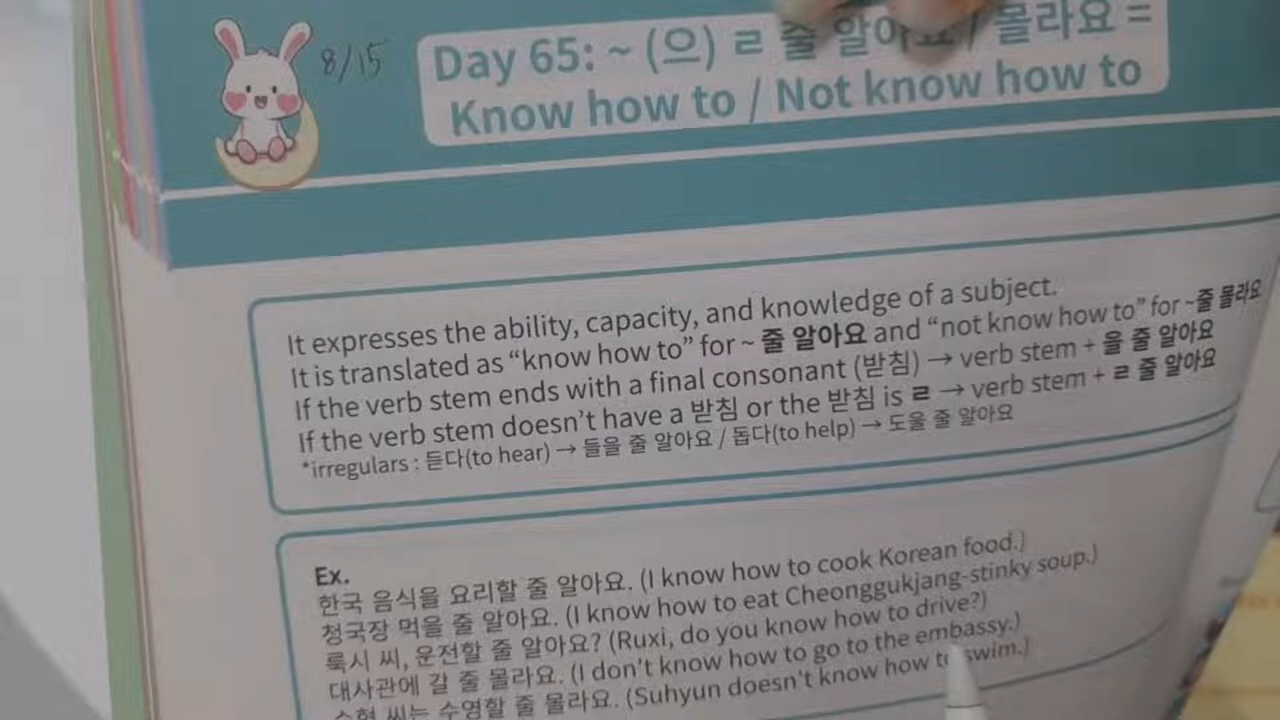 8/15
Day 65: ~ (으) ㄹ 줄 알아요 / 몰라요 =
Know how to / Not know how to
It expresses the ability, capacity, and knowledge of a subject.
It is translated as “know how to” for ~ 줄 알아요 and “not know how to” for ~줄 몰라요
If the verb stem ends with a final consonant (받침) → verb stem + 을 줄 알아요
If the verb stem doesn’t have a 받침 or the 받침 is ㄹ → verb stem + ㄹ 줄 알아요
*irregulars : 듣다(to hear) → 들을 줄 알아요 / 돕다(to help) → 도울 줄 알아요
Ex.
한국 음식을 요리할 줄 알아요. (I know how to cook Korean food.)
청국장 먹을 줄 알아요. (I know how to eat Cheonggukjang-stinky soup.)
룩시 씨, 운전할 줄 알아요? (Ruxi, do you know how to drive?)
대사관에 갈 줄 몰라요. (I don't know how to go to the embassy.)
수현 씨는 수영할 줄 몰라요. (Suhyun doesn't know how to swim.)